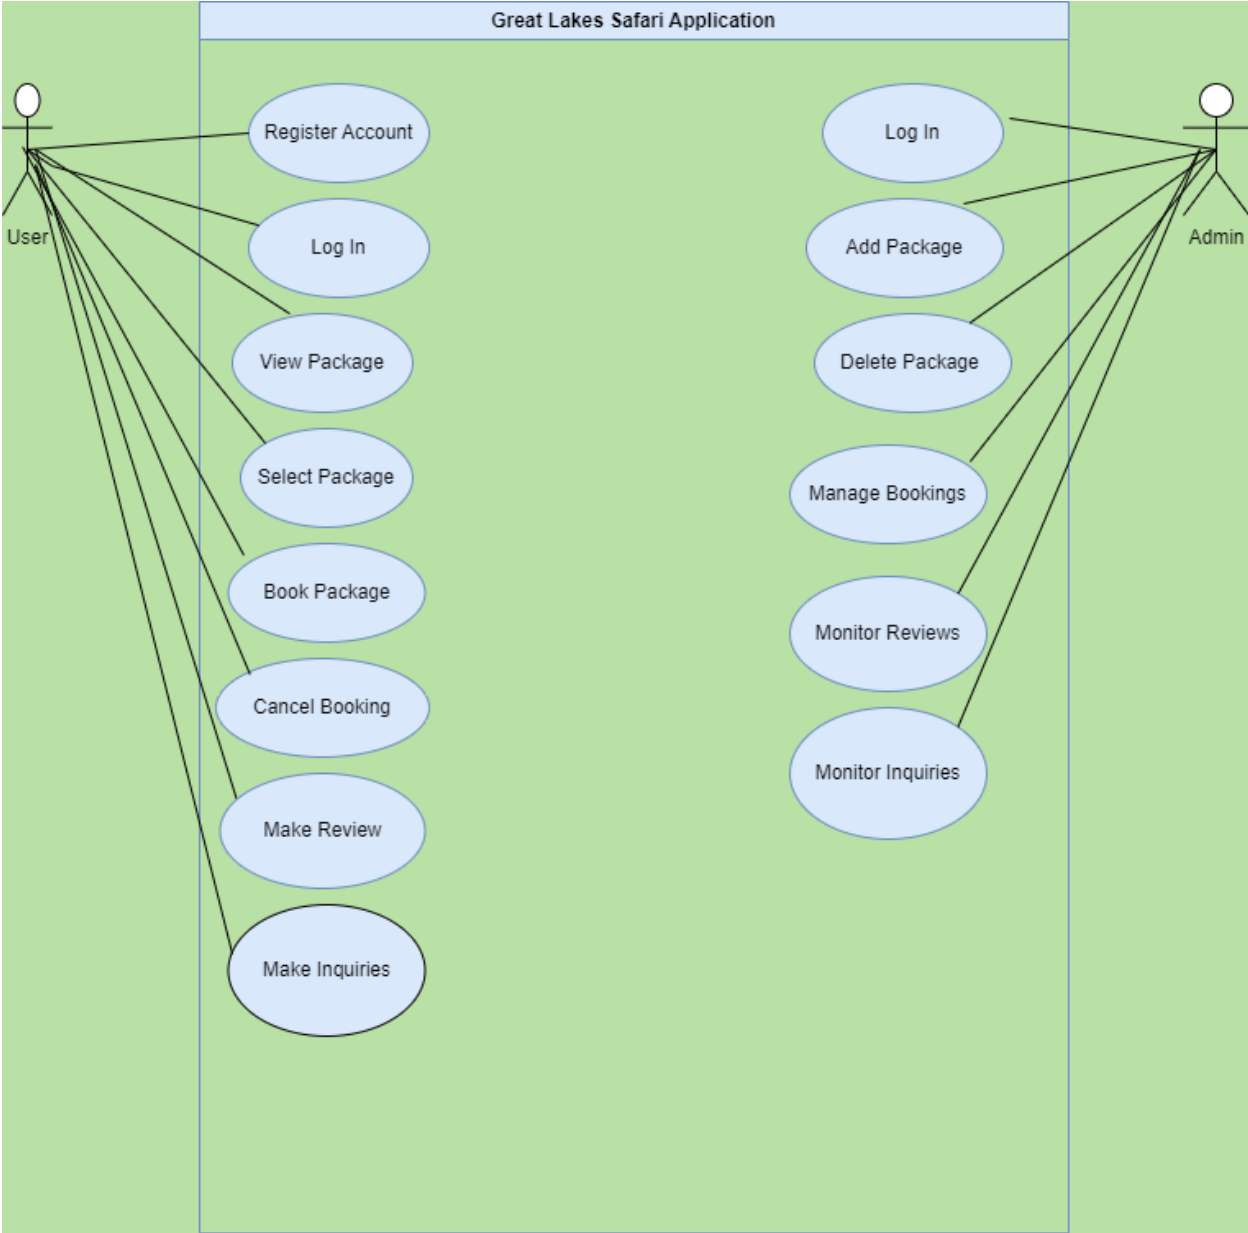 Great Lakes Safari Application
User
Register Account
Log In
View Package
Select Package
Book Package
Cancel Booking
Make Review
Make Inquiries
Log In
Add Package
Delete Package
Manage Bookings
Monitor Reviews
Monitor Inquiries
Admin